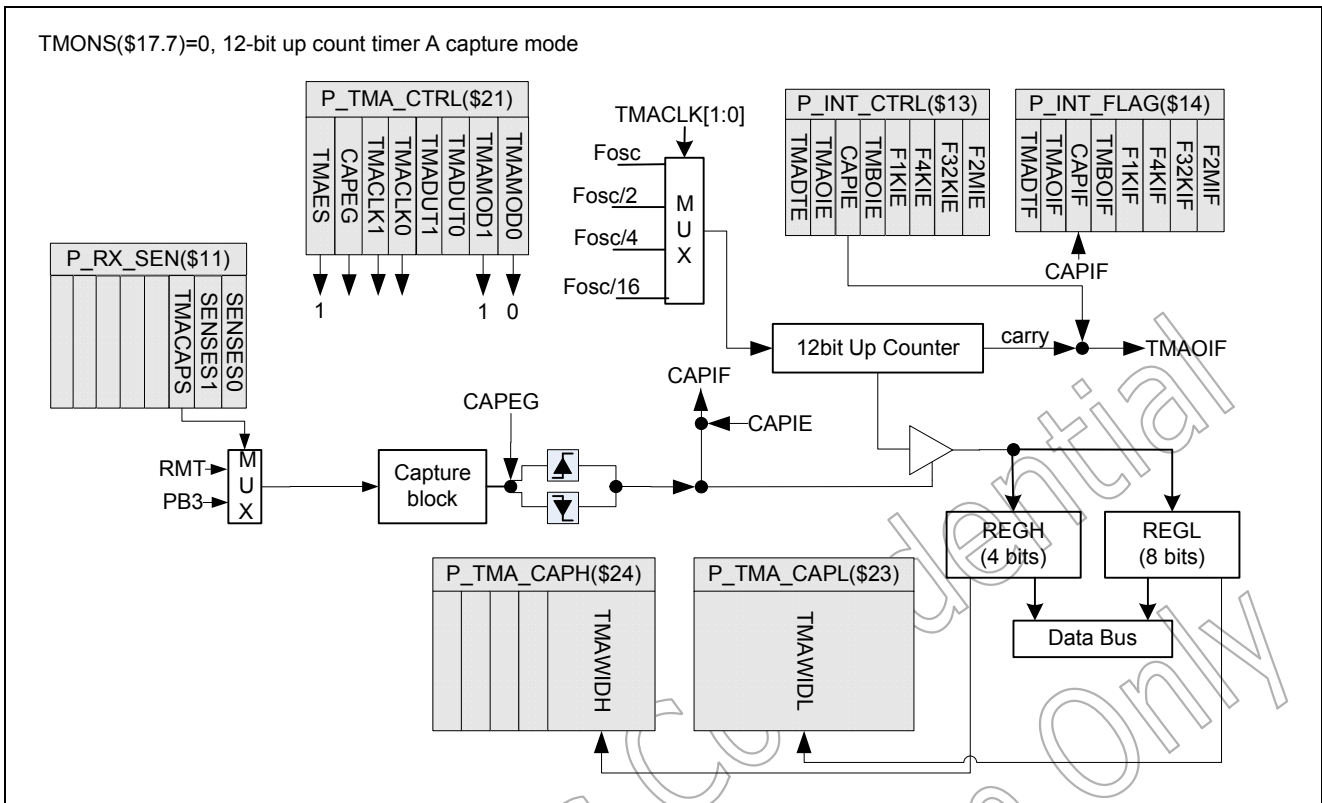 TMONS($17.7)=0, 12-bit up count timer A capture mode
P_TMA_CTRL($21)
TMAES
CAPEG
TMACLK1
TMACLK0
TMADUT1
TMADUT0
TMAMOD1
TMAMOD0
1
1
0
TMACLK[1:0]
Fosc
Fosc/2
Fosc/4
Fosc/16
M
U
X
P_INT_CTRL($13)
TMADTE
TMAOIE
CAPIE
TMBOIE
F1KIE
F4KIE
F32KIE
F2MIE
P_INT_FLAG($14)
TMADTF
TMAOIF
CAPIF
TMBOIF
F1KIF
F4KIF
F32KIF
F2MIF
CAPIF
P_RX_SEN($11)
TMACAPS
SENSES1
SENSES0
12bit Up Counter
carry
TMAOIF
CAPIF
CAPIE
CAPEG
RMT
PB3
M
U
X
Capture
block
REGH
(4 bits)
REGL
(8 bits)
Data Bus
P_TMA_CAPH($24)
TMAWIDH
P_TMA_CAPL($23)
TMAWIDL
Only